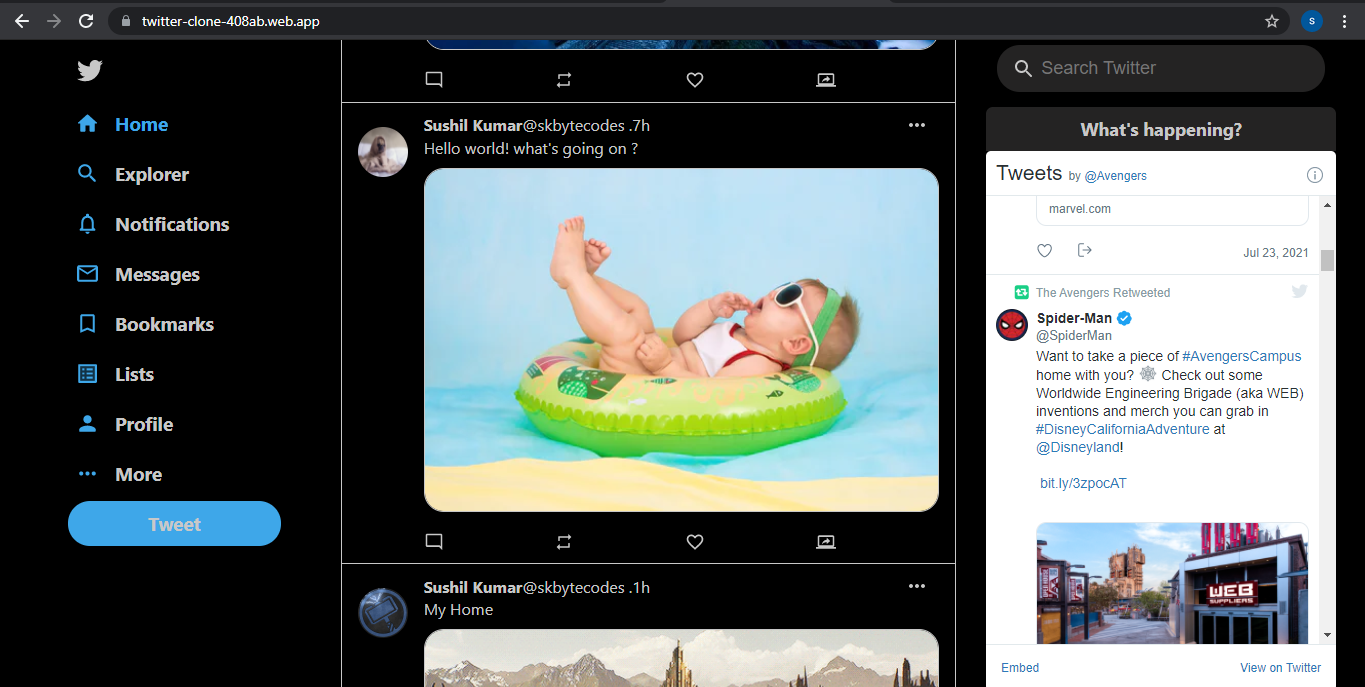 twitter-clone-408ab.web.app
S
Home
Explorer
Notifications
Messages
Bookmarks
Lists
Profile
More
Tweet
Sushil Kumar@skbytecodes .7h
Hello world! what's going on ?
Sushil Kumar@skbytecodes .1h
My Home
Search Twitter
What's happening?
Tweets by @Avengers
marvel.com
Jul 23, 2021
The Avengers Retweeted
Spider-Man
@SpiderMan
Want to take a piece of #AvengersCampus
home with you? 🕸 Check out some
Worldwide Engineering Brigade (aka WEB)
inventions and merch you can grab in
#DisneyCaliforniaAdventure at
@Disneyland!
bit.ly/3zpocAT
WEB
SUPPLIERS
Embed
View on Twitter